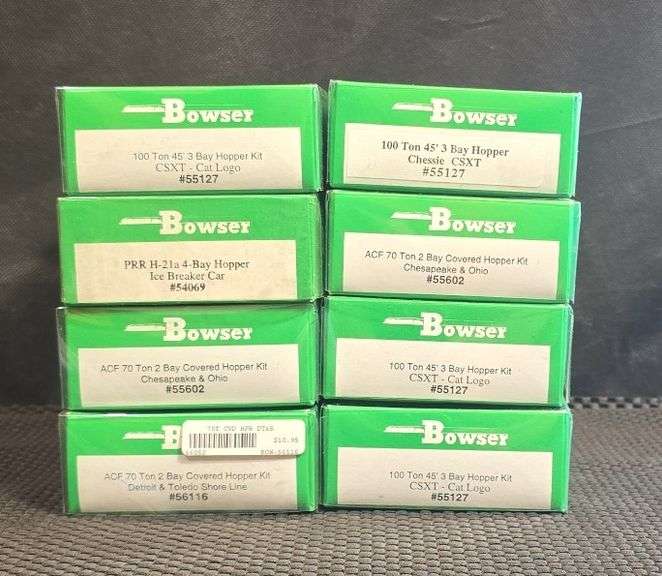 Bowser
100 Ton 45' 3 Bay Hopper Kit
CSXT - Cat Logo
#55127
Bowser
100 Ton 45' 3 Bay Hopper
Chessie CSXT
#55127
Bowser
PRR H-21a 4-Bay Hopper
Ice Breaker Car
#54069
Bowser
ACF 70 Ton 2 Bay Covered Hopper Kit
Chesapeake & Ohio
#55602
Bowser
ACF 70 Ton 2 Bay Covered Hopper Kit
Chesapeake & Ohio
#55602
Bowser
100 Ton 45' 3 Bay Hopper Kit
CSXT - Cat Logo
#55127
70T CVD HPR DT&S
$10.95
ACF 70 Ton 2 Bay Covered Hopper Kit
Detroit & Toledo Shore Line
#56116
Bowser
100 Ton 45' 3 Bay Hopper Kit
CSXT - Cat Logo
#55127